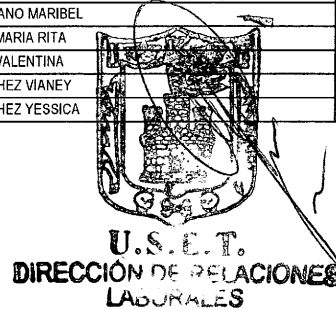 ANO MARIBEL
MARIA RITA
VALENTINA
HEZ VIANEY
HEZ YESSICA
U.S.E.T.
DIRECCIÓN DE RELACIONES
LABORALES